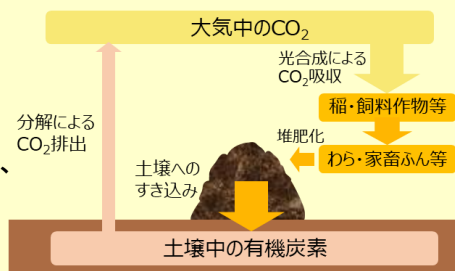 大気中のCO₂
光合成による
CO₂吸収
稲・飼料作物等
堆肥化
わら・家畜ふん等
分解による
CO₂排出
、
土壌への
すき込み
土壌中の有機炭素